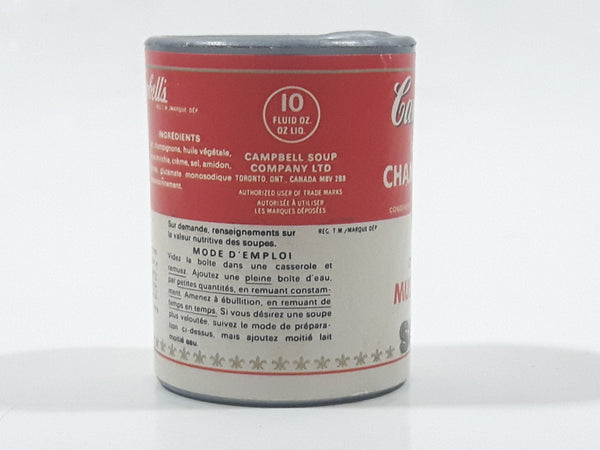 REG. T.M./MARQUE DÉP.
INGRÉDIENTS
champignons, huile végétale,
crème, sel, amidon,
glutamate monosodique
10
FLUID OZ.
OZ LIQ.
CAMPBELL SOUP
COMPANY LTD
TORONTO, ONT., CANADA M8V 2B8
AUTHORIZED USER OF TRADE MARKS
AUTORISÉE À UTILISER
LES MARQUES DÉPOSÉES
Sur demande, renseignements sur
la valeur nutritive des soupes.
MODE D'EMPLOI
Videz la boîte dans une casserole et
remuez. Ajoutez une pleine boîte d'eau,
par petites quantités, en remuant constam-
ment. Amenez à ébullition, en remuant de
temps en temps. Si vous désirez une soupe
plus veloutée, suivez le mode de prépara-
tion ci-dessus, mais ajoutez moitié lait
moitié eau.
REG. T.M./MARQUE DÉP.
Ca
CHA
MU
S